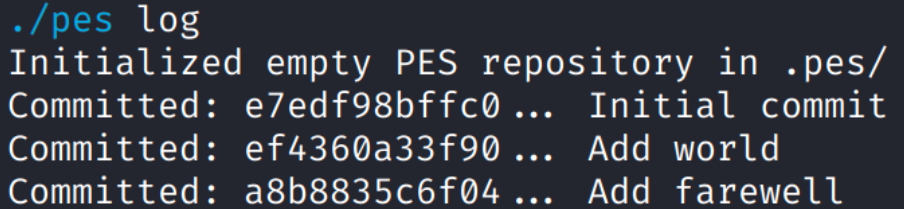 ./pes log
Initialized empty PES repository in .pes/
Committed: e7edf98bffc0... Initial commit
Committed: ef4360a33f90... Add world
Committed: a8b8835c6f04... Add farewell